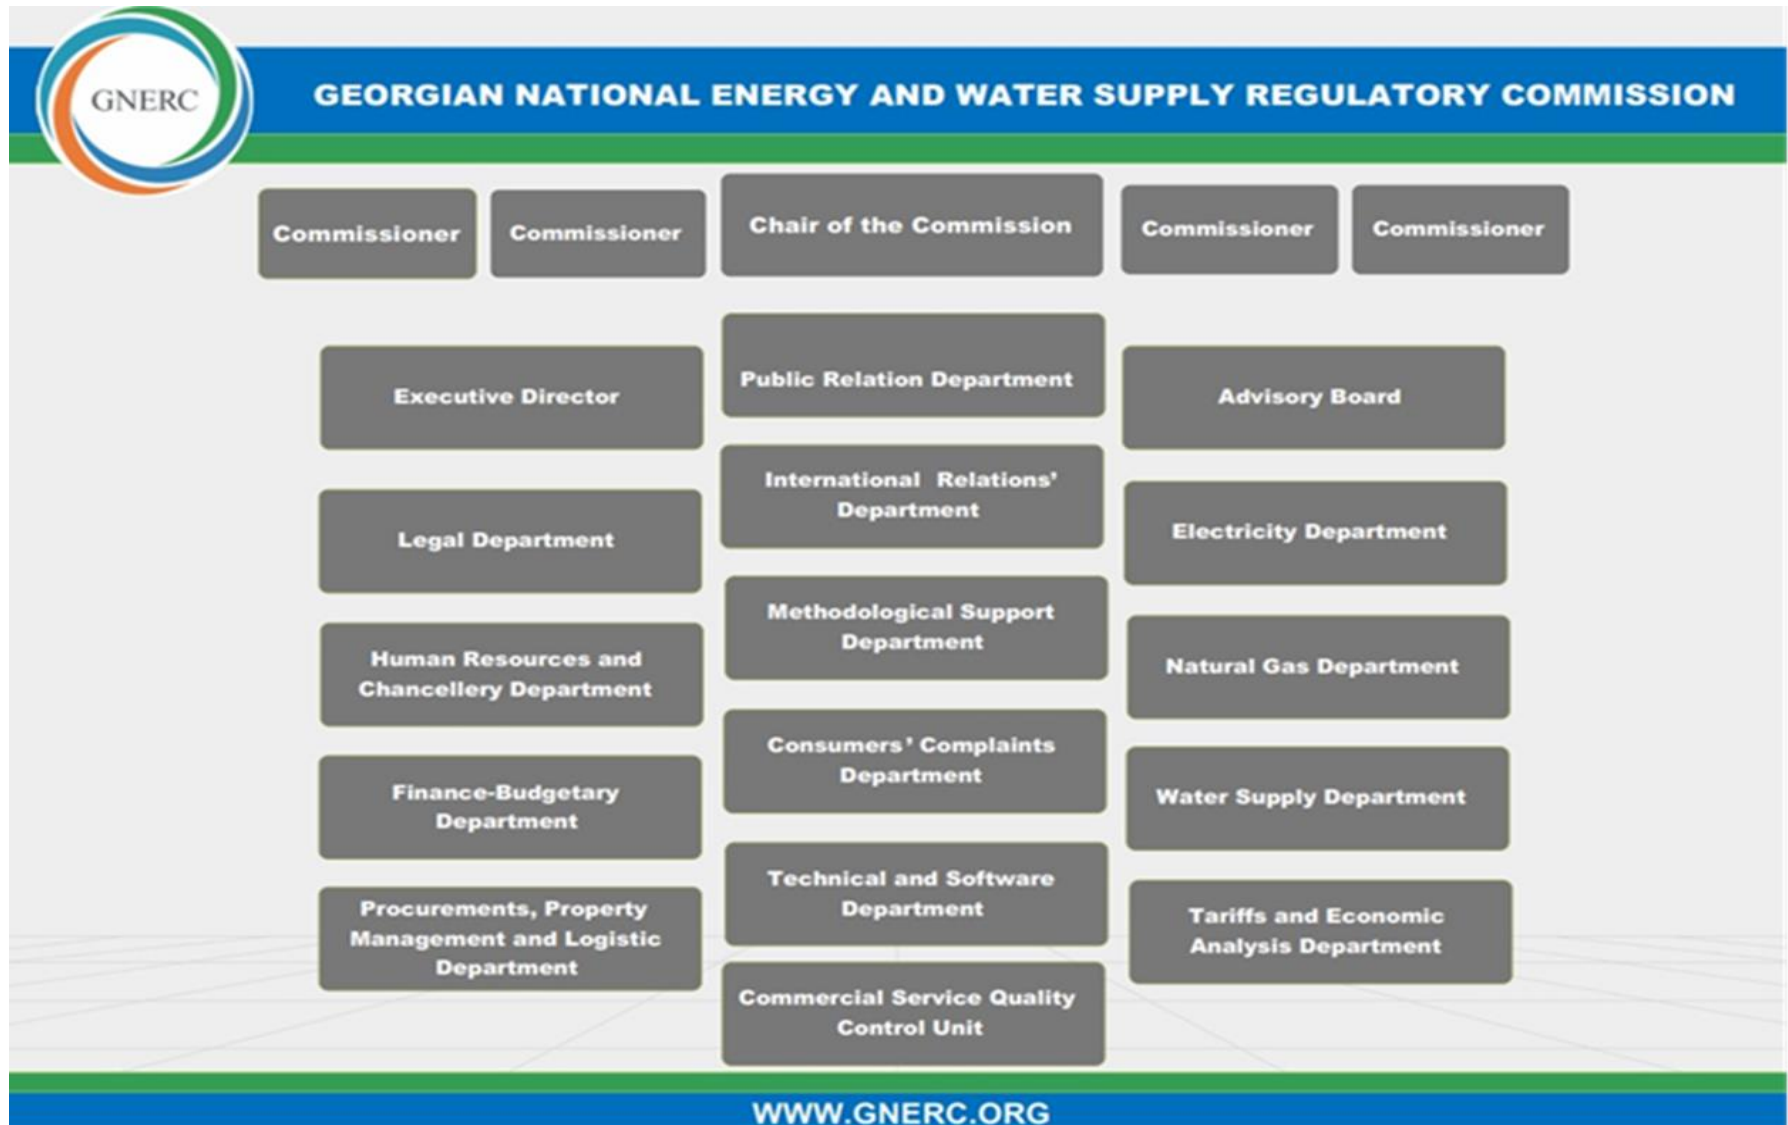 GNERC
GEORGIAN NATIONAL ENERGY AND WATER SUPPLY REGULATORY COMMISSION
Commissioner
Commissioner
Chair of the Commission
Commissioner
Commissioner
Executive Director
Public Relation Department
Advisory Board
Legal Department
International Relations’
Department
Electricity Department
Human Resources and
Chancellery Department
Methodological Support
Department
Natural Gas Department
Finance-Budgetary
Department
Consumers’ Complaints
Department
Water Supply Department
Procurements, Property
Management and Logistic
Department
Technical and Software
Department
Tariffs and Economic
Analysis Department
Commercial Service Quality
Control Unit
WWW.GNERC.ORG